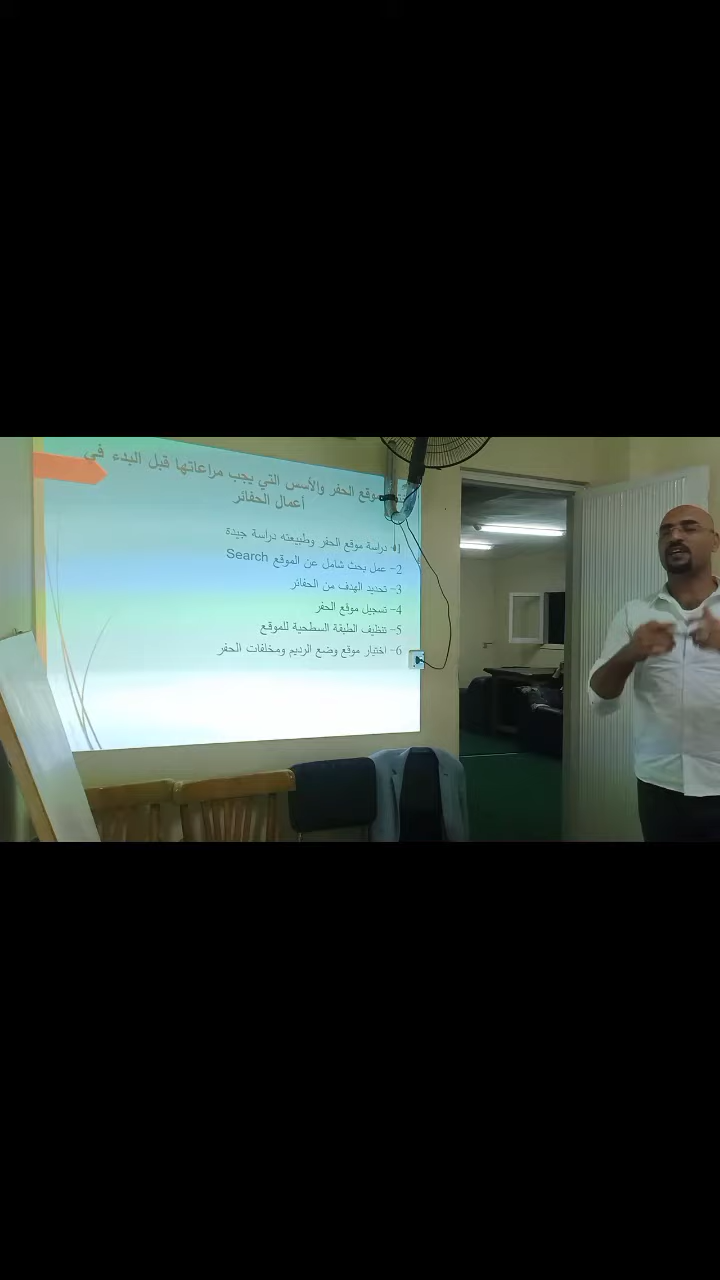 موقع الحفر والأسس التي يجب مراعاتها قبل البدء في
أعمال الحفائر
1- دراسة موقع الحفر وطبيعته دراسة جيدة
2- عمل بحث شامل عن الموقع Search
3- تحديد الهدف من الحفائر
4- تسجيل موقع الحفر
5- تنظيف الطبقة السطحية للموقع
6- اختيار موقع وضع الرديم ومخلفات الحفر